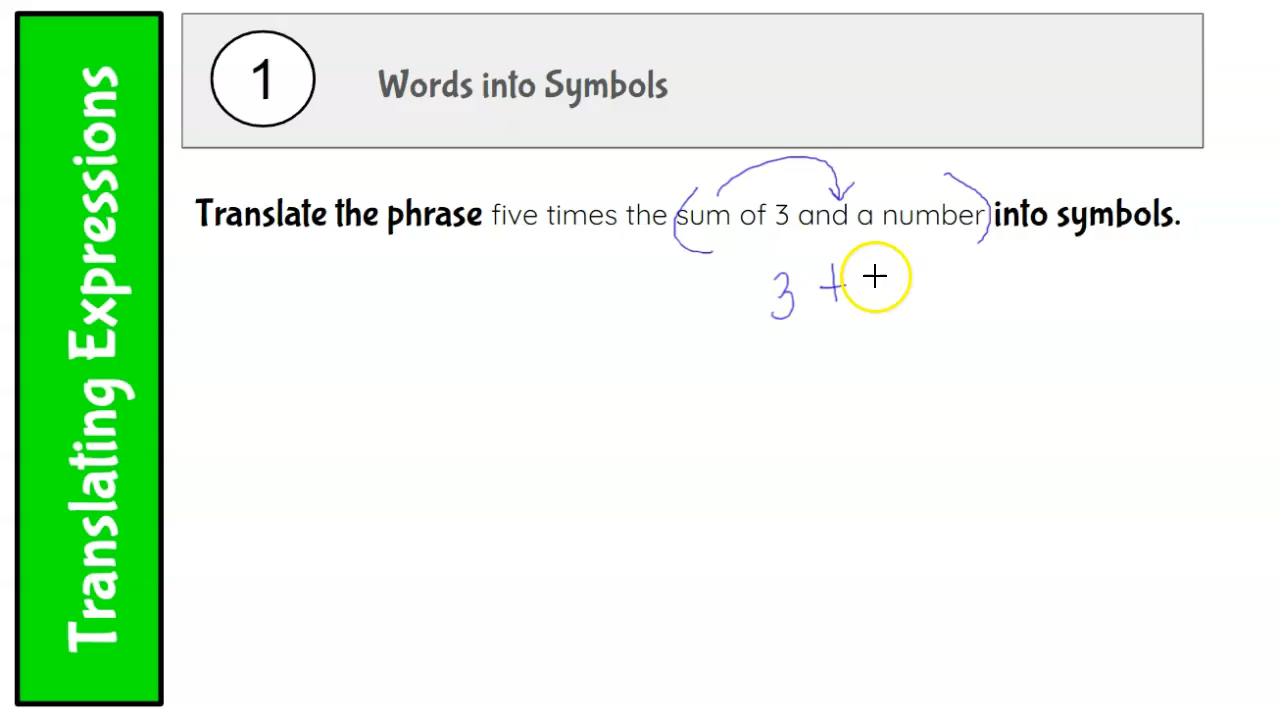 Translating Expressions
1
Words into Symbols
Translate the phrase five times the (sum of 3 and a number) into symbols.
3 +